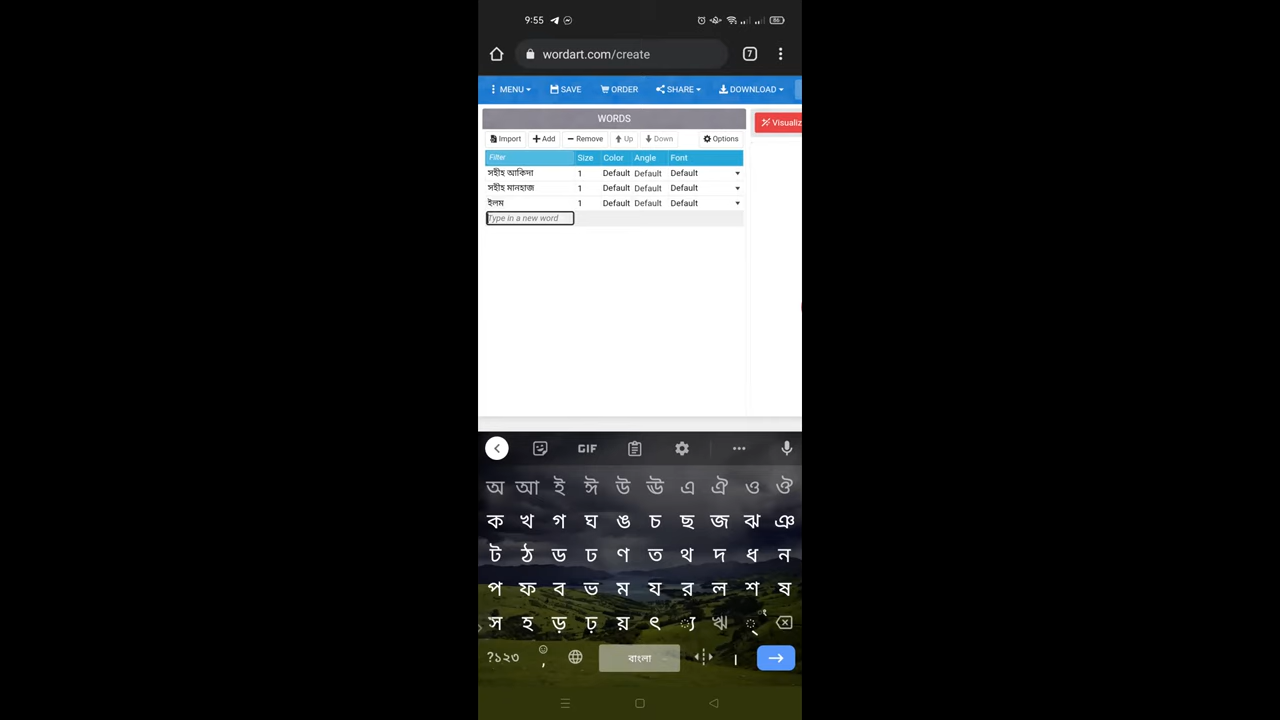 9:55 86
wordart.com/create 7
MENU SAVE ORDER SHARE DOWNLOAD
WORDS Visualiz
Import Add Remove Up Down Options
Filter Size Color Angle Font
সহীহ আকিদা 1 Default Default Default
সহীহ মানহাজ 1 Default Default Default
ইলম 1 Default Default Default
Type in a new word
GIF
অ আ ই ঈ উ ঊ এ ঐ ও ঔ
ক খ গ ঘ ঙ চ ছ জ ঝ ঞ
ট ঠ ড ঢ ণ ত থ দ ধ ন
প ফ ব ভ ম য র ল শ ষ
স হ ড় ঢ় য় ৎ ্য ঋ ্
?১২৩ , বাংলা ।